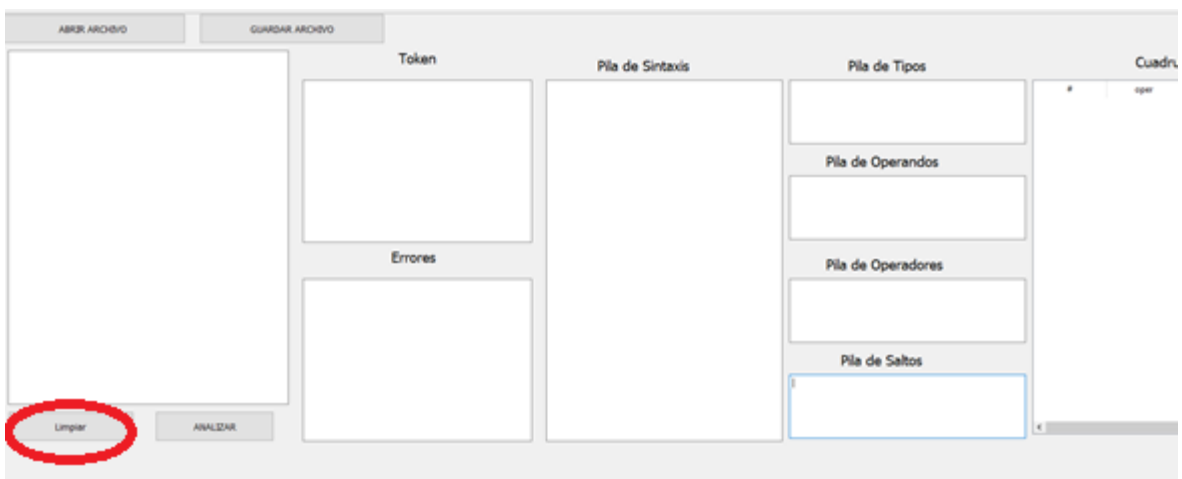 ABRIR ARCHIVO
GUARDAR ARCHIVO
Token
Pila de Sintaxis
Pila de Tipos
Cuadru
#
oper
Pila de Operandos
Errores
Pila de Operadores
Pila de Saltos
Limpiar
ANALIZAR